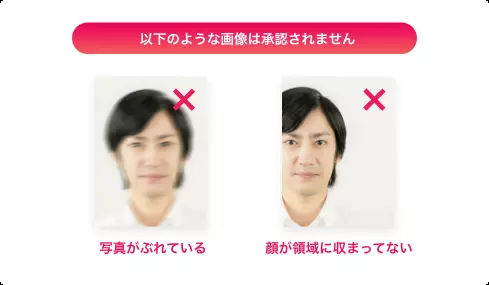 以下のような画像は承認されません
写真がぶれている
顔が領域に収まってない